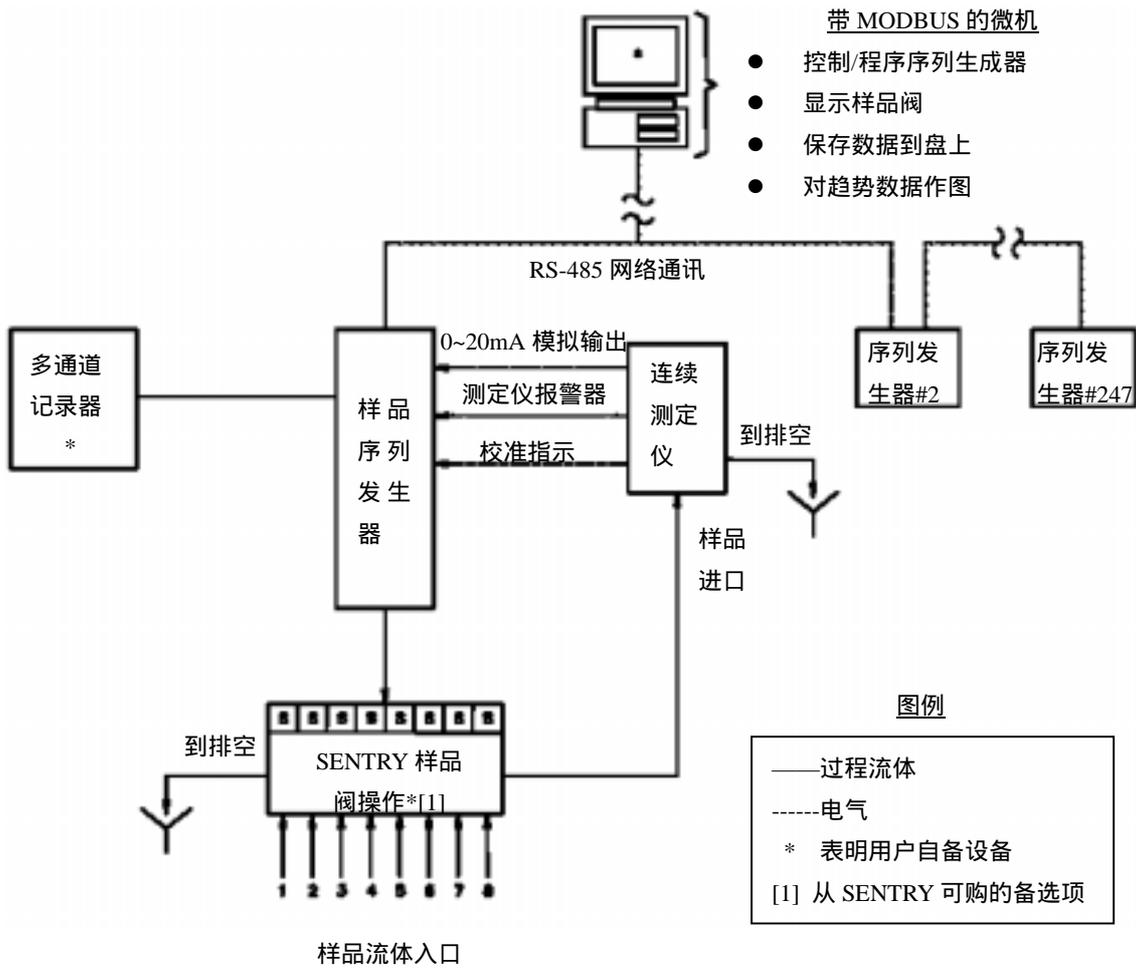 带 MODBUS 的微机
● 控制/程序序列生成器
● 显示样品阀
● 保存数据到盘上
● 对趋势数据作图
RS-485 网络通讯
多通道
记录器
*
样 品
序 列
发 生
器
0~20mA 模拟输出
测定仪报警器
校准指示
连续
测定
仪
序列发
生器#2
序列发
生器#247
到排空
样品
进口
到排空
S S S S S S S S
SENTRY 样品
阀操作*[1]
1 2 3 4 5 6 7 8
样品流体入口
图例
——过程流体
------电气
* 表明用户自备设备
[1] 从 SENTRY 可购的备选项